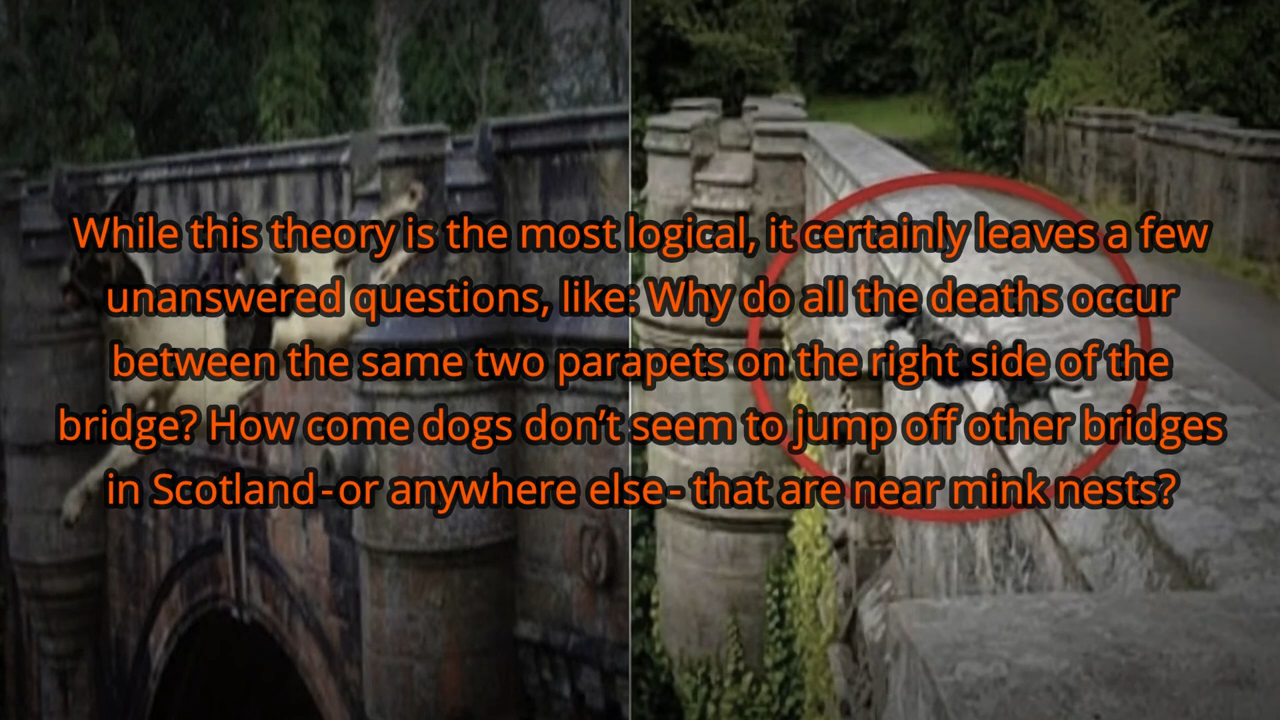 While this theory is the most logical, it certainly leaves a few
unanswered questions, like: Why do all the deaths occur
between the same two parapets on the right side of the
bridge? How come dogs don’t seem to jump off other bridges
in Scotland - or anywhere else - that are near mink nests?